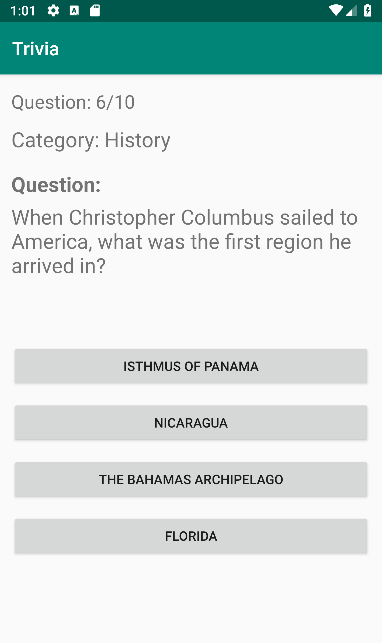 1:01
Trivia
Question: 6/10
Category: History
Question:
When Christopher Columbus sailed to
America, what was the first region he
arrived in?
ISTHMUS OF PANAMA
NICARAGUA
THE BAHAMAS ARCHIPELAGO
FLORIDA